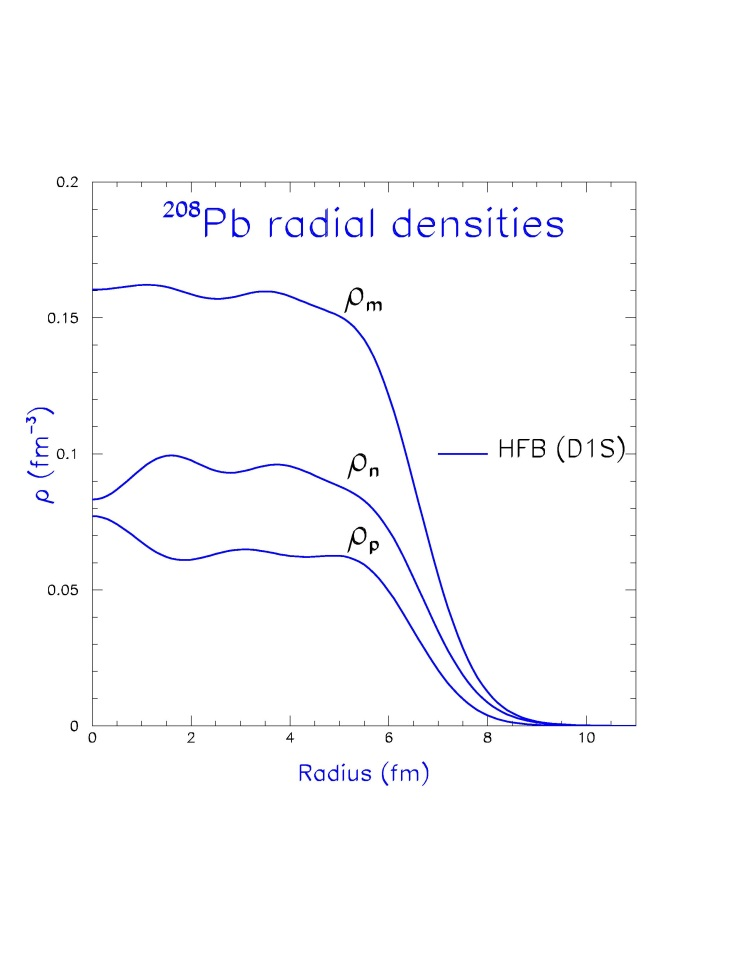 ²⁰⁸Pb radial densities
0.2
0.15
0.1
0.05
0
ρ (fm⁻³)
ρₘ
ρₙ
ρₚ
HFB (D1S)
0 2 4 6 8 10
Radius (fm)